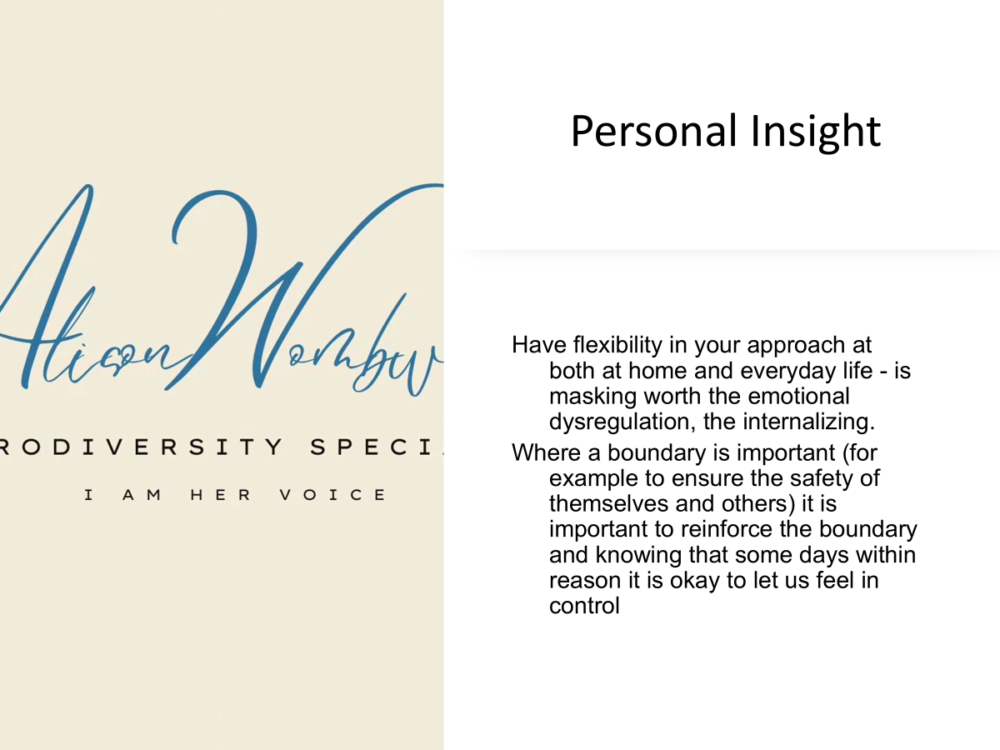 Alison Wombw
RODIVERSITY SPECI
I AM HER VOICE
Personal Insight
Have flexibility in your approach at
both at home and everyday life - is
masking worth the emotional
dysregulation, the internalizing.
Where a boundary is important (for
example to ensure the safety of
themselves and others) it is
important to reinforce the boundary
and knowing that some days within
reason it is okay to let us feel in
control